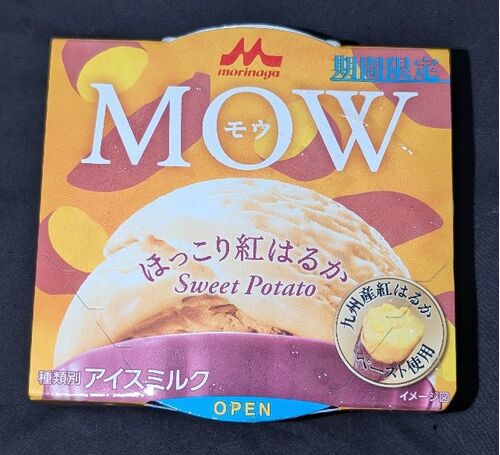 morinaga
期間限定
MOW
モウ
ほっこり紅はるか
Sweet Potato
九州産紅はるか
ペースト使用
種類別 アイスミルク
イメージ図
OPEN